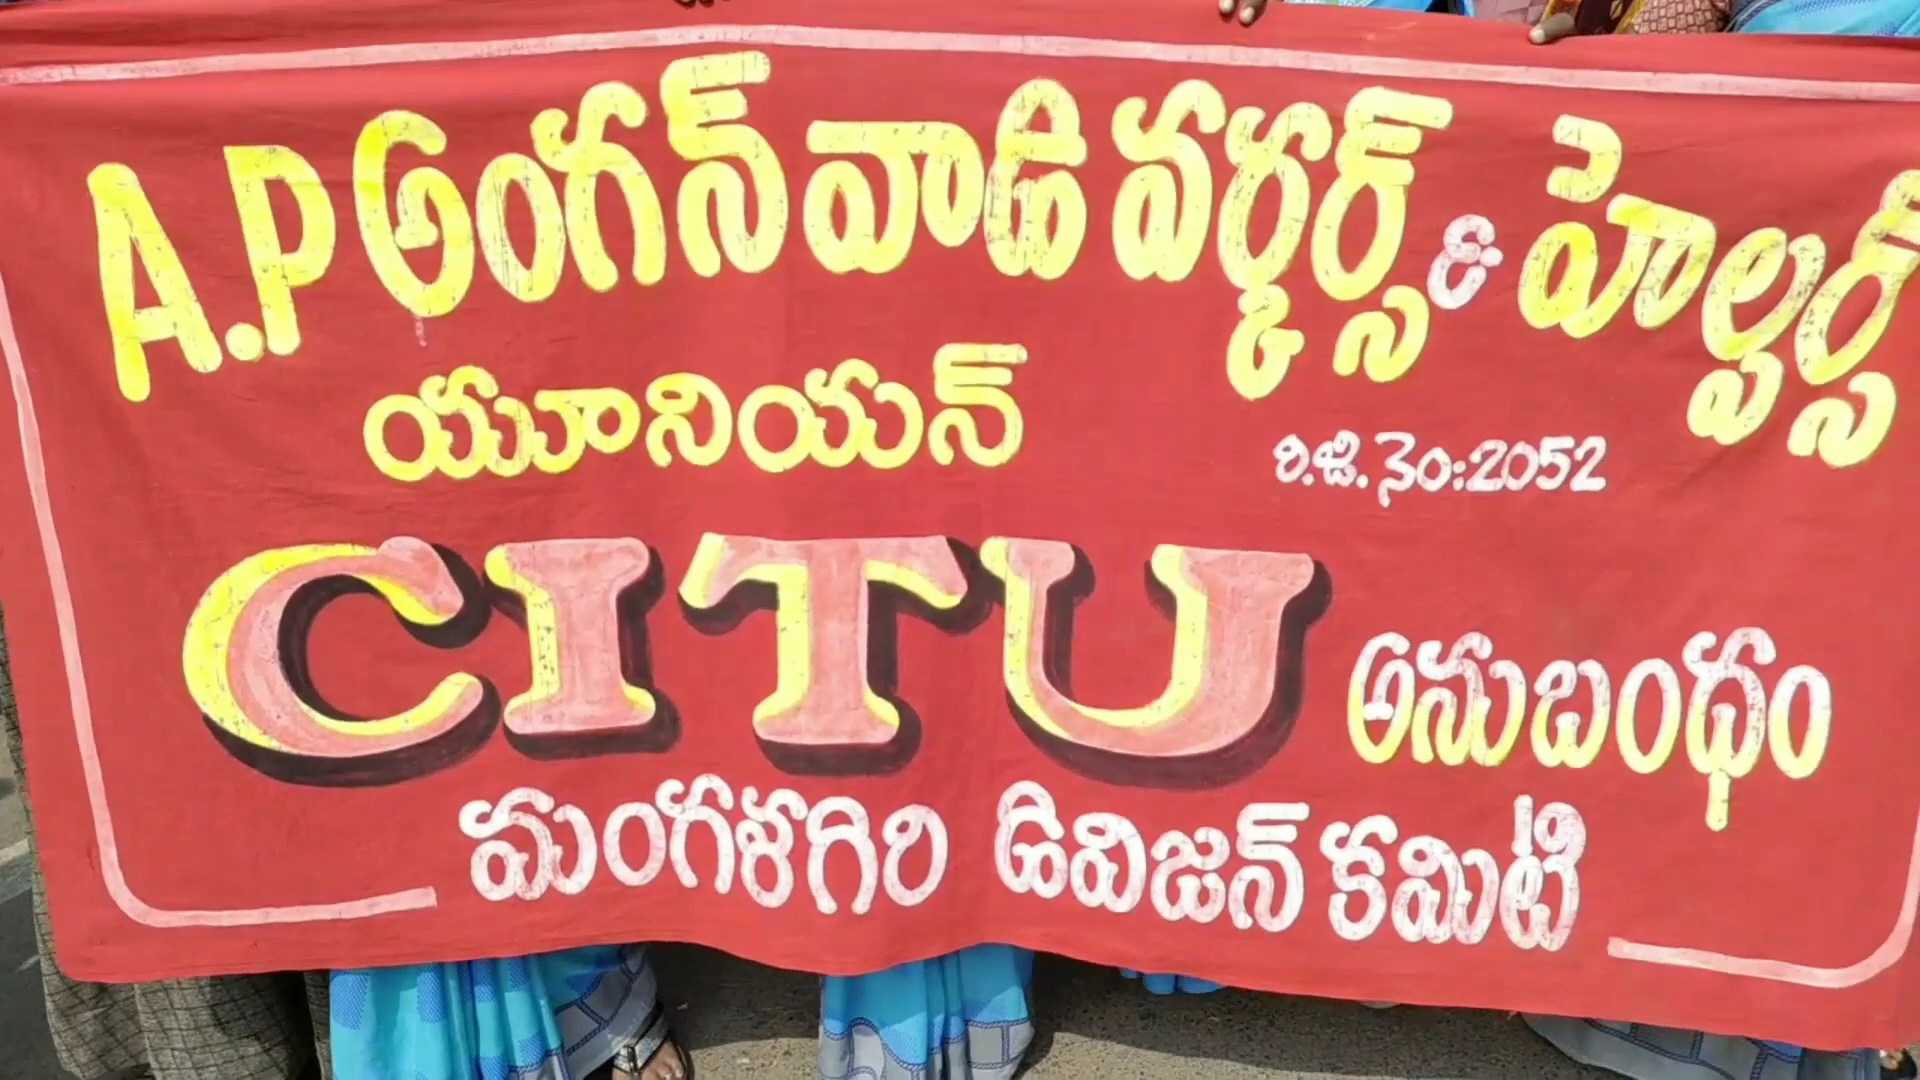 A.P అంగన్ వాడి వర్కర్స్ & హెల్పర్స్
యూనియన్
రి.జి.నెం:2052
CITU అనుబంధం
మంగళగిరి డివిజన్ కమిటి